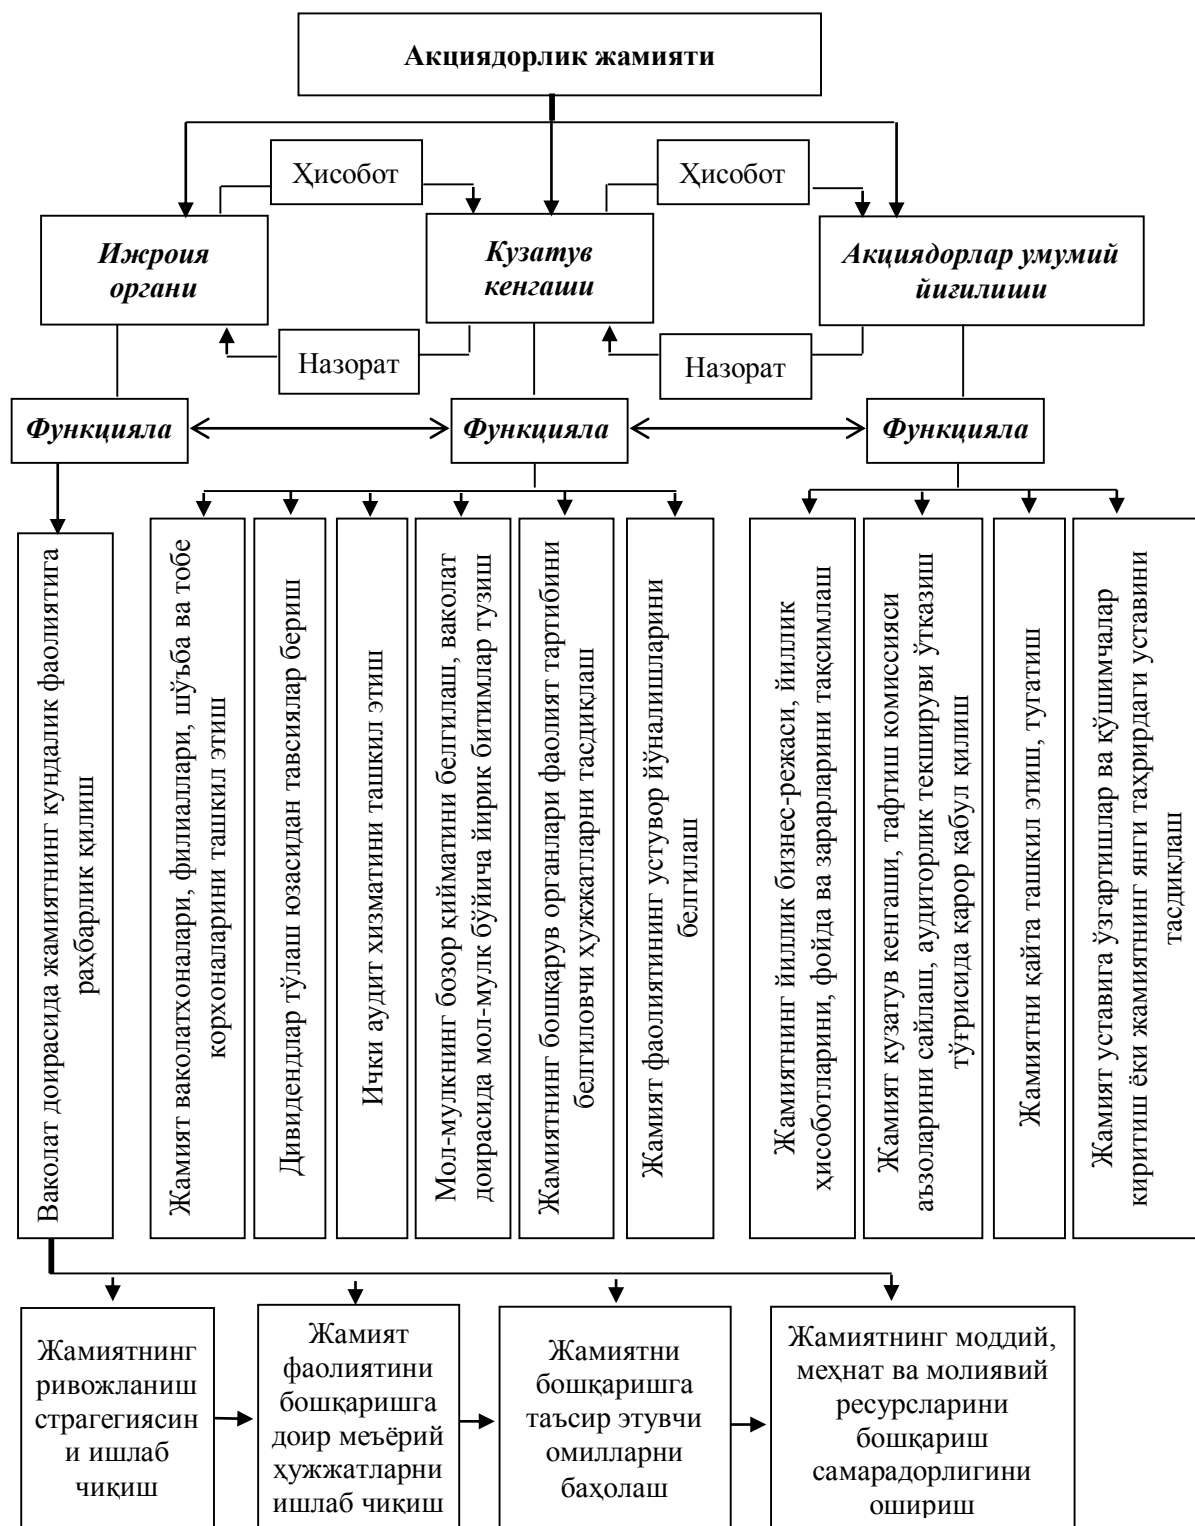 Акциядорлик жамияти
Ҳисобот
Ҳисобот
Ижроия
органи
Кузатув
кенгаши
Акциядорлар умумий
йиғилиши
Назорат
Назорат
Функцияла
Функцияла
Функцияла
Ваколат доирасида жамиятнинг кундалик фаолиятига
раҳбарлик қилиш
Жамият ваколатхоналари, филиаллари, шўъба ва тобе
корхоналарини ташкил этиш
Дивидендлар тўлаш юзасидан тавсиялар бериш
Ички аудит хизматини ташкил этиш
Мол-мулкнинг бозор қийматини белгилаш, ваколат
доирасида мол-мулк бўйича йирик битимлар тузиш
Жамиятнинг бошқарув органлари фаолият тартибини
белгиловчи ҳужжатларни тасдиқлаш
Жамият фаолиятининг устувор йўналишларини
белгилаш
Жамиятнинг йиллик бизнес-режаси, йиллик
ҳисоботларини, фойда ва зарарларини тақсимлаш
Жамият кузатув кенгаши, тафтиш комиссияси
аъзоларини сайлаш, аудиторлик текшируви ўтказиш
тўғрисида қарор қабул қилиш
Жамиятни қайта ташкил этиш, тугатиш
Жамият уставига ўзгартишлар ва қўшимчалар
киритиш ёки жамиятнинг янги таҳрирдаги уставини
тасдиқлаш
Жамиятнинг
ривожланиш
страгегиясин
и ишлаб
чиқиш
Жамият
фаолиятини
бошқаришга
доир меъёрий
ҳужжатларни
ишлаб чиқиш
Жамиятни
бошқаришга
таъсир этувчи
омилларни
баҳолаш
Жамиятнинг моддий,
меҳнат ва молиявий
ресурсларини
бошқариш
самарадорлигини
ошириш